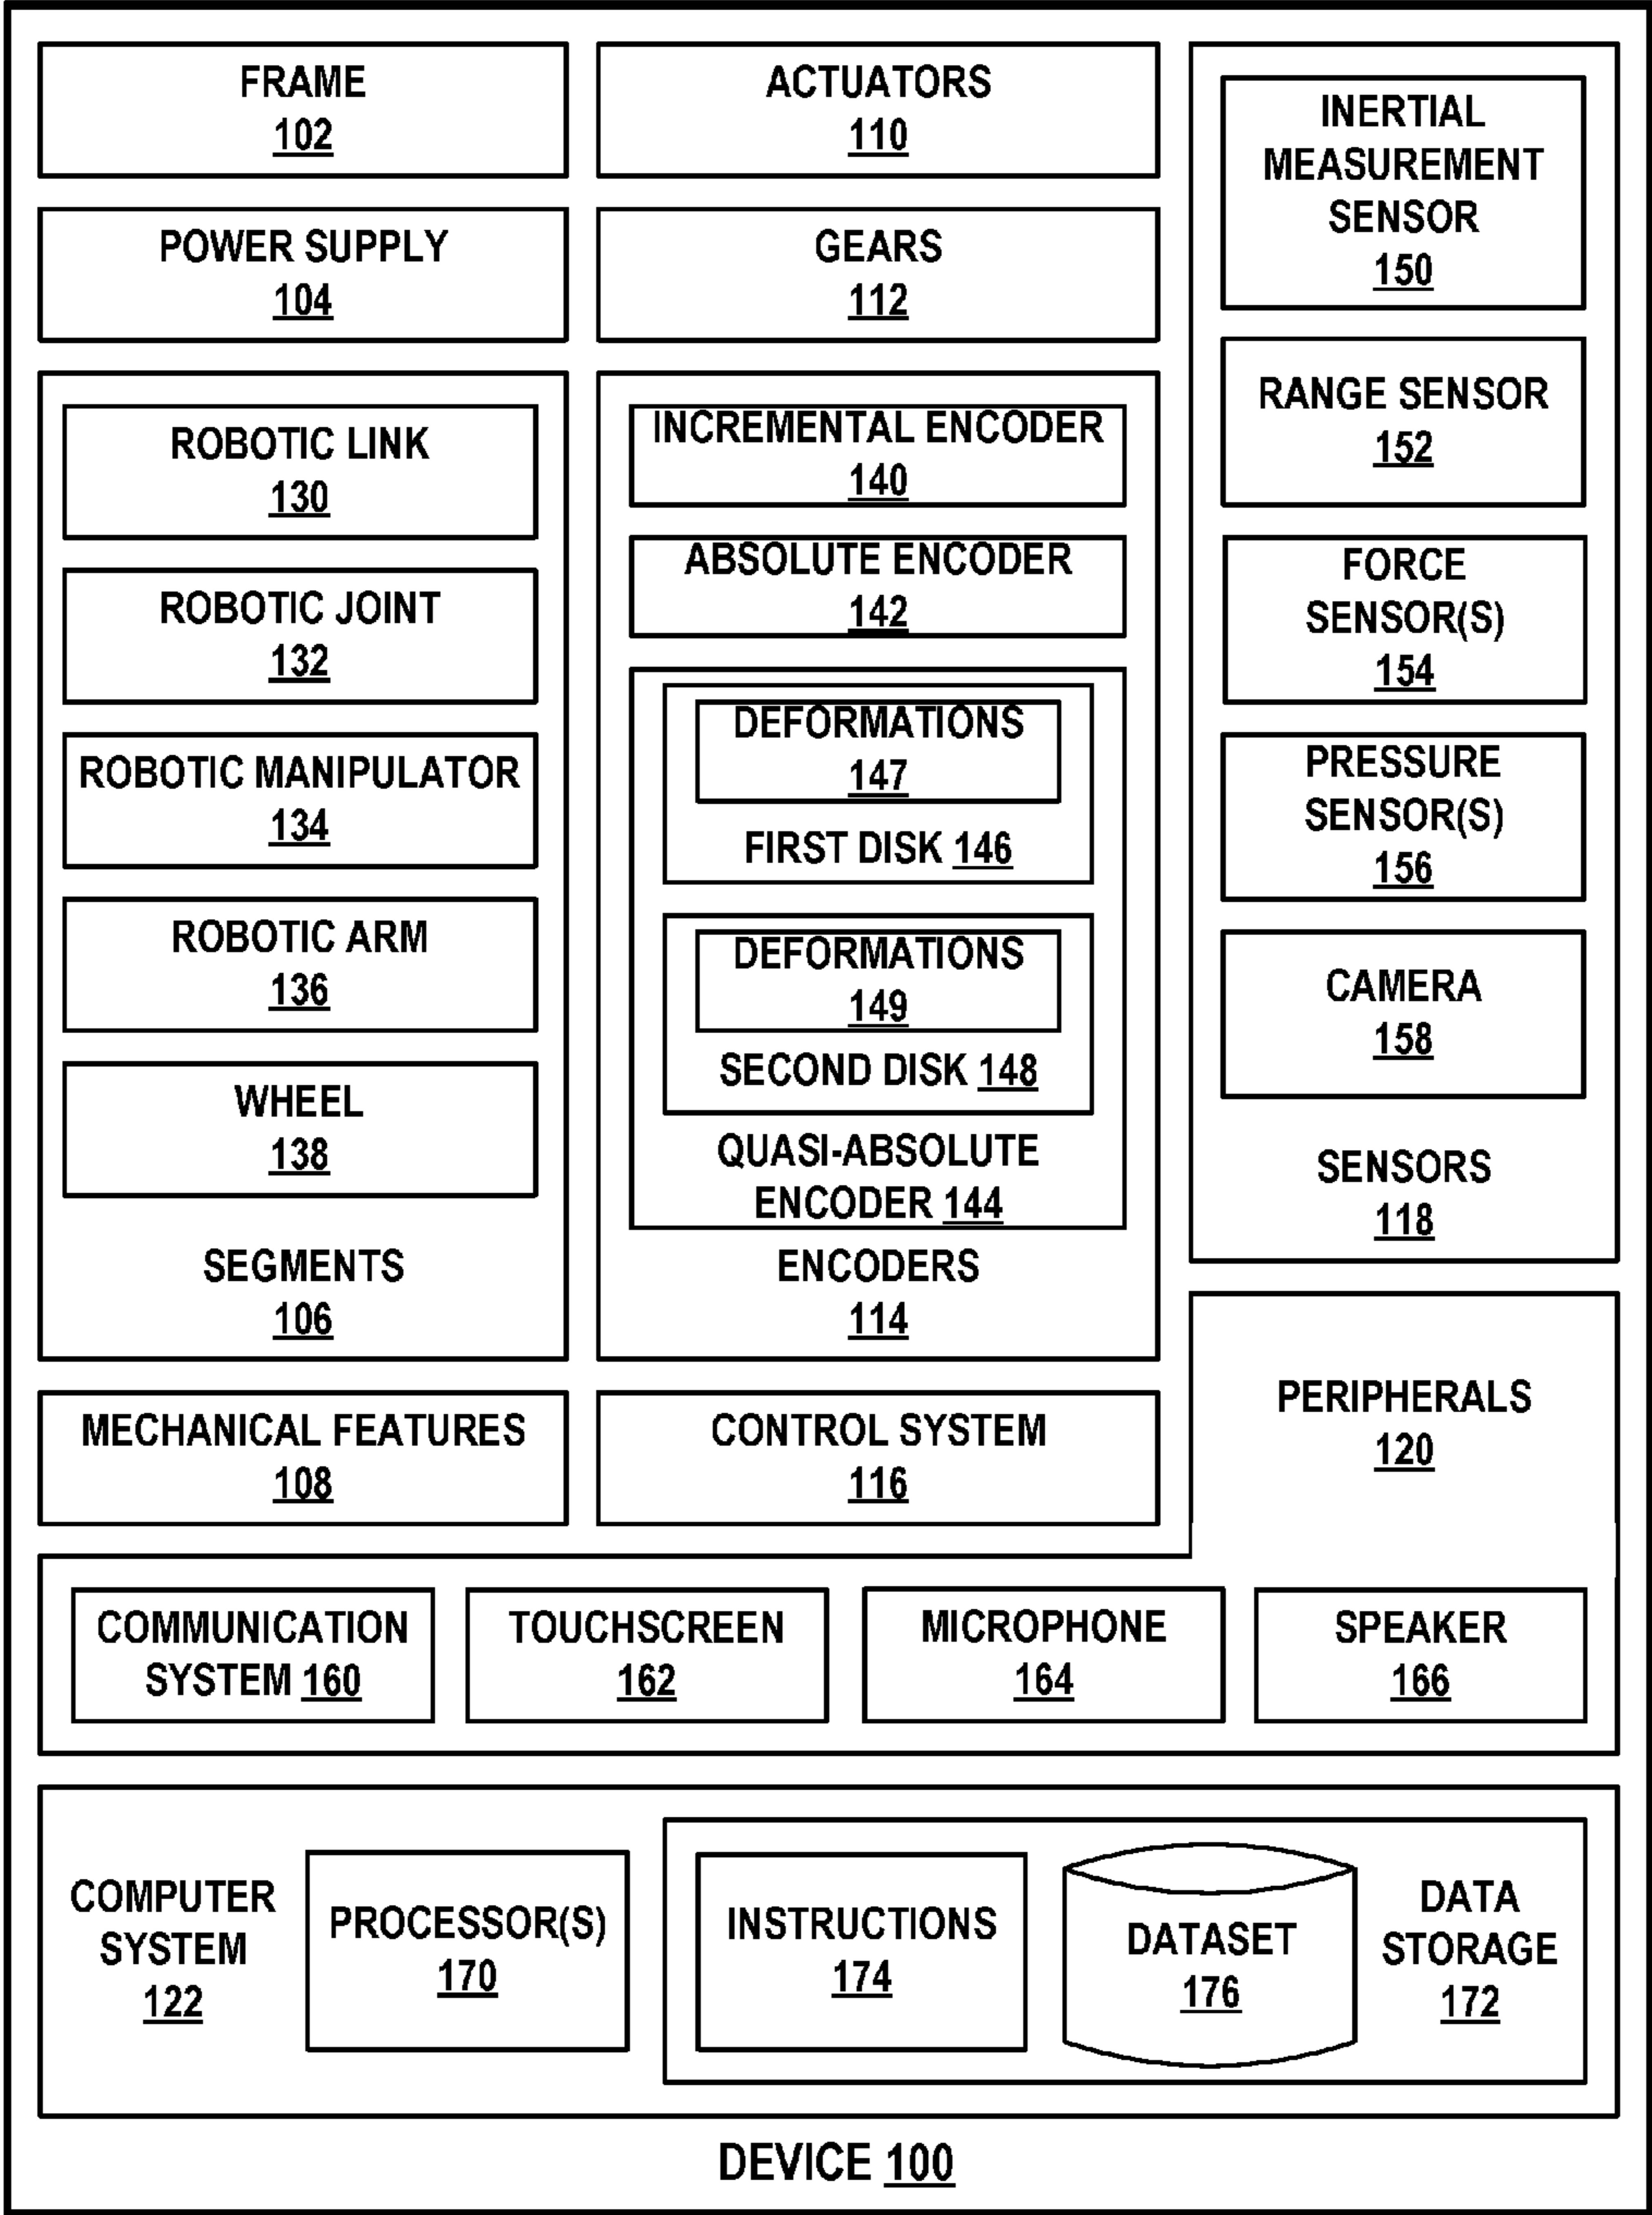 FRAME
102
POWER SUPPLY
104
ROBOTIC LINK
130
ROBOTIC JOINT
132
ROBOTIC MANIPULATOR
134
ROBOTIC ARM
136
WHEEL
138
SEGMENTS
106
MECHANICAL FEATURES
108
ACTUATORS
110
GEARS
112
INCREMENTAL ENCODER
140
ABSOLUTE ENCODER
142
DEFORMATIONS
147
FIRST DISK 146
DEFORMATIONS
149
SECOND DISK 148
QUASI-ABSOLUTE
ENCODER 144
ENCODERS
114
CONTROL SYSTEM
116
INERTIAL
MEASUREMENT
SENSOR
150
RANGE SENSOR
152
FORCE
SENSOR(S)
154
PRESSURE
SENSOR(S)
156
CAMERA
158
SENSORS
118
PERIPHERALS
120
COMMUNICATION
SYSTEM 160
TOUCHSCREEN
162
MICROPHONE
164
SPEAKER
166
COMPUTER
SYSTEM
122
PROCESSOR(S)
170
INSTRUCTIONS
174
DATASET
176
DATA
STORAGE
172
DEVICE 100